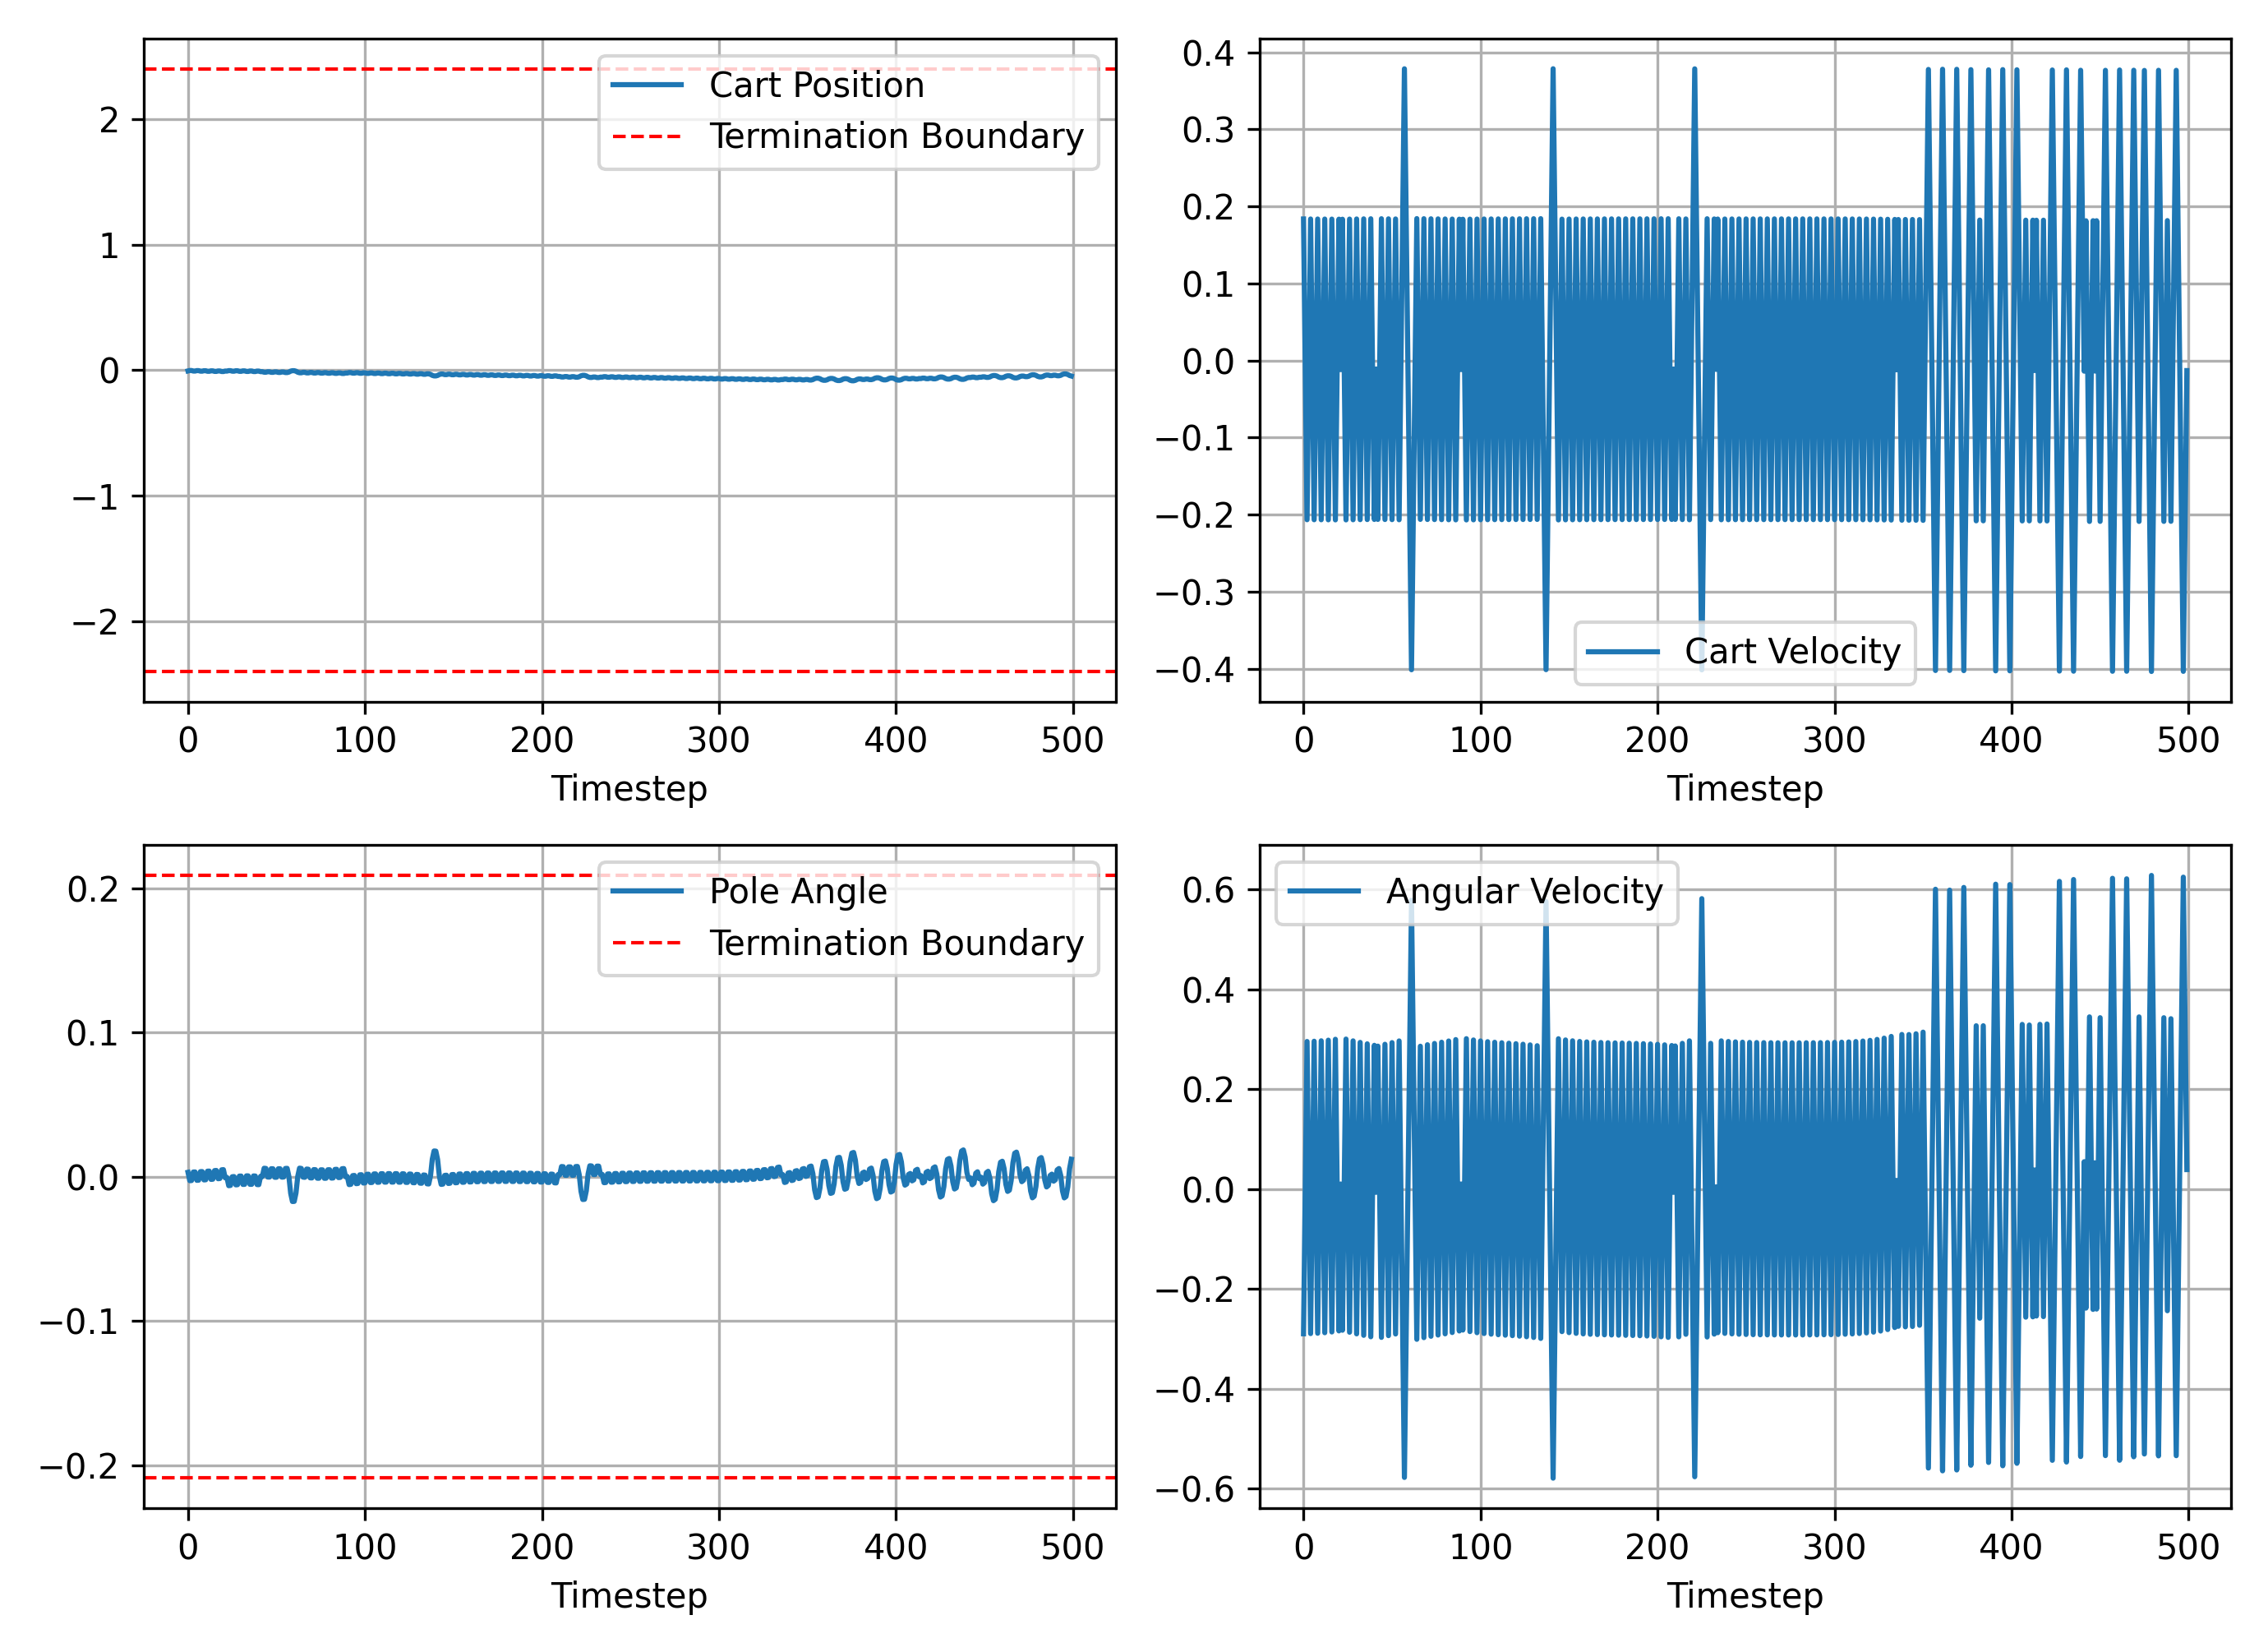 Cart Position
Termination Boundary
2
1
0
−1
−2
0 100 200 300 400 500
Timestep
0.4
0.3
0.2
0.1
0.0
−0.1
−0.2
−0.3
−0.4
Cart Velocity
0 100 200 300 400 500
Timestep
Pole Angle
Termination Boundary
0.2
0.1
0.0
−0.1
−0.2
0 100 200 300 400 500
Timestep
Angular Velocity
0.6
0.4
0.2
0.0
−0.2
−0.4
−0.6
0 100 200 300 400 500
Timestep